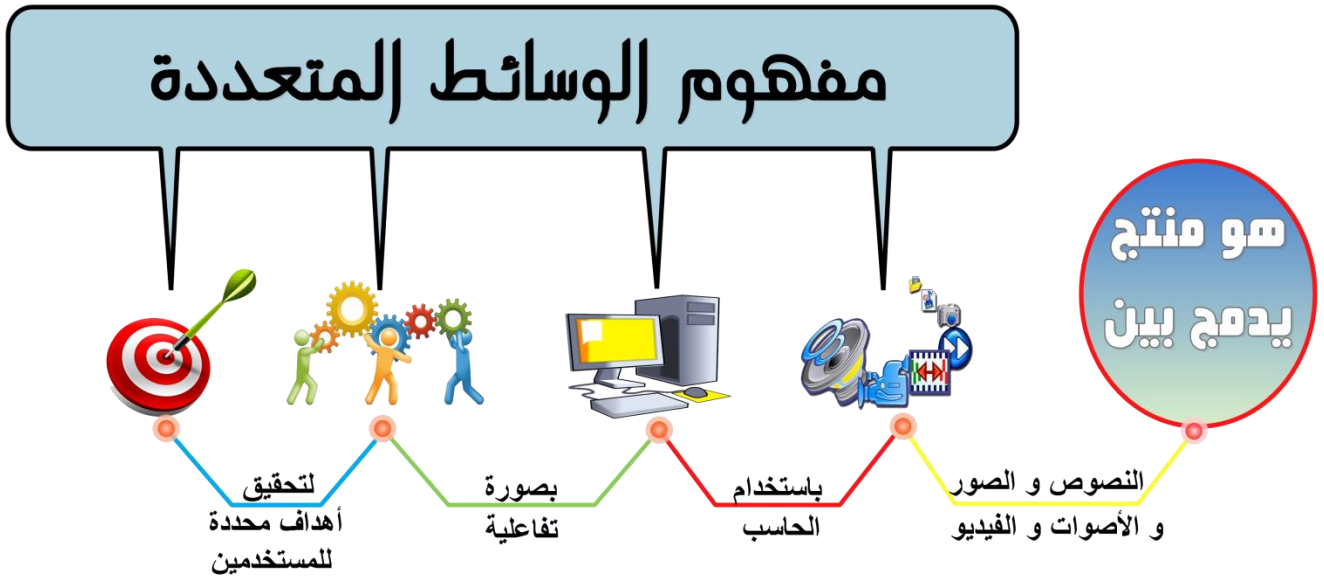 مفهوم الوسائط المتعددة
هو منتج
يدمج بين
النصوص و الصور
و الأصوات و الفيديو
باستخدام
الحاسب
بصورة
تفاعلية
لتحقيق
أهداف محددة
للمستخدمين